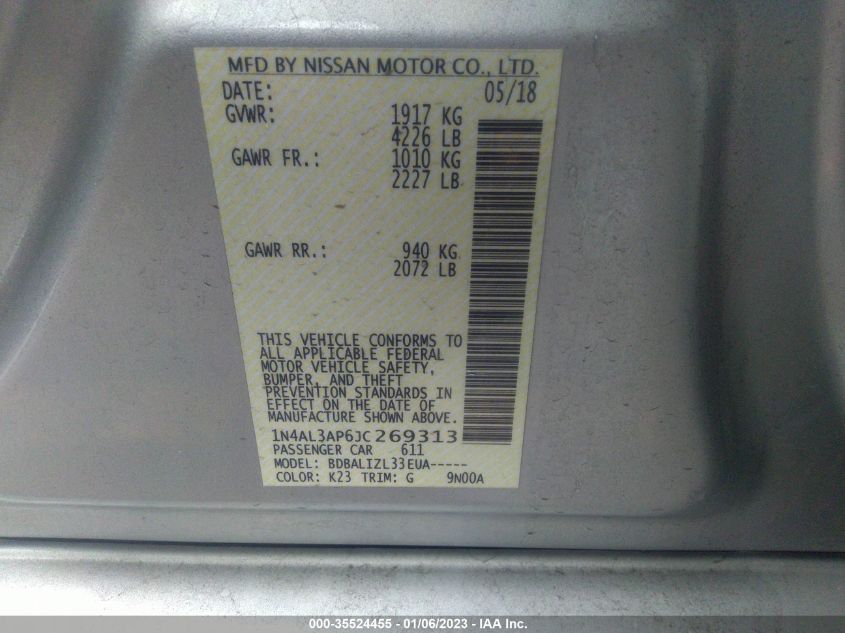 MFD BY NISSAN MOTOR CO., LTD.
DATE: 05/18
GVWR: 1917 KG
4226 LB
GAWR FR.: 1010 KG
2227 LB
GAWR RR.: 940 KG
2072 LB
THIS VEHICLE CONFORMS TO
ALL APPLICABLE FEDERAL
MOTOR VEHICLE SAFETY,
BUMPER, AND THEFT
PREVENTION STANDARDS IN
EFFECT ON THE DATE OF
MANUFACTURE SHOWN ABOVE.
1N4AL3AP6JC269313
PASSENGER CAR 611
MODEL: BDBALIZL33EUA-----
COLOR: K23 TRIM: G 9N00A
000-35524455 - 01/06/2023 - IAA Inc.